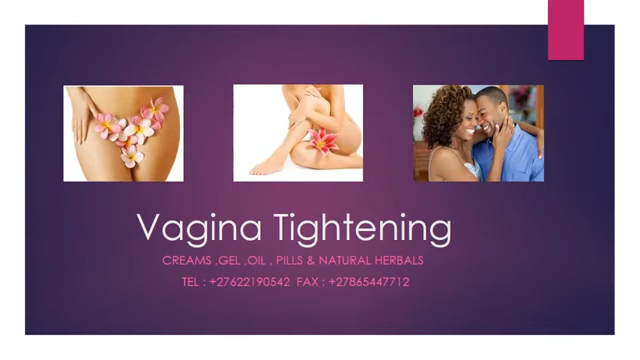 Vagina Tightening
CREAMS ,GEL ,OIL , PILLS & NATURAL HERBALS
TEL : +27622190542 FAX : +27865447712